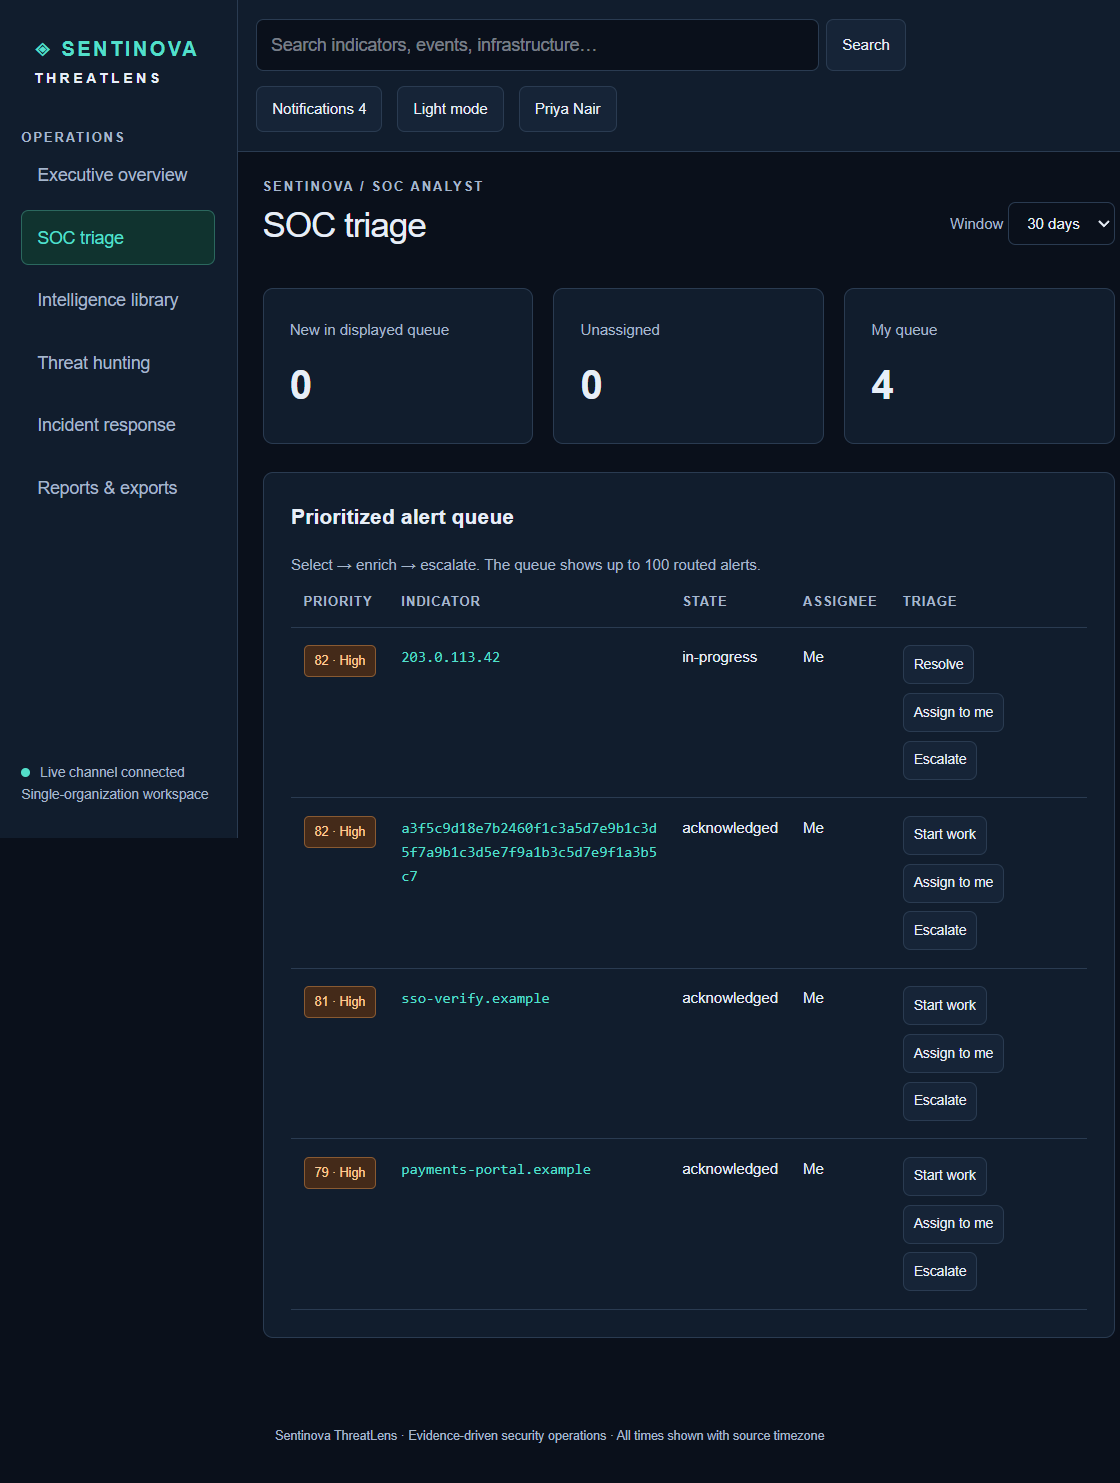 ◈ SENTINOVA
THREATLENS
OPERATIONS
Executive overview
SOC triage
Intelligence library
Threat hunting
Incident response
Reports & exports
Live channel connected
Single-organization workspace
Search indicators, events, infrastructure…
Search
Notifications 4
Light mode
Priya Nair
SENTINOVA / SOC ANALYST
SOC triage
Window
30 days
New in displayed queue
0
Unassigned
0
My queue
4
Prioritized alert queue
Select → enrich → escalate. The queue shows up to 100 routed alerts.
PRIORITY INDICATOR STATE ASSIGNEE TRIAGE
82 · High 203.0.113.42 in-progress Me Resolve
Assign to me
Escalate
82 · High a3f5c9d18e7b2460f1c3a5d7e9b1c3d acknowledged Me Start work
5f7a9b1c3d5e7f9a1b3c5d7e9f1a3b5
c7
Assign to me
Escalate
81 · High sso-verify.example acknowledged Me Start work
Assign to me
Escalate
79 · High payments-portal.example acknowledged Me Start work
Assign to me
Escalate
Sentinova ThreatLens · Evidence-driven security operations · All times shown with source timezone